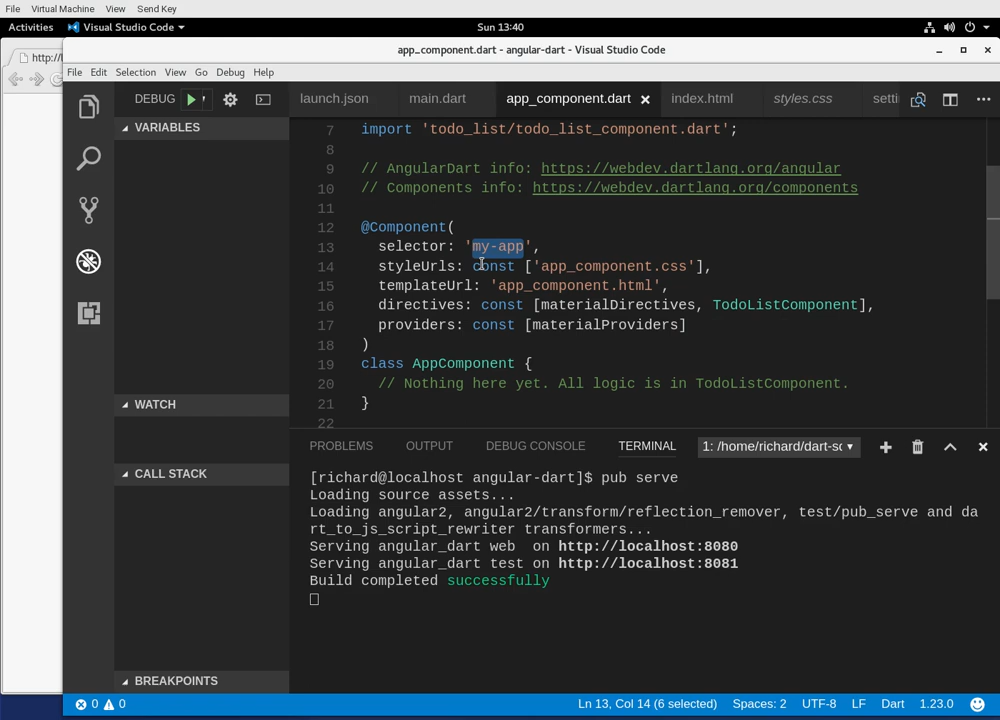 File Virtual Machine View Send Key
Activities Visual Studio Code Sun 13:40
http://l
app_component.dart - angular-dart - Visual Studio Code
File Edit Selection View Go Debug Help
DEBUG launch.json main.dart app_component.dart index.html styles.css setti
VARIABLES
WATCH
CALL STACK
BREAKPOINTS
7 import 'todo_list/todo_list_component.dart';
8
9 // AngularDart info: https://webdev.dartlang.org/angular
10 // Components info: https://webdev.dartlang.org/components
11
12 @Component(
13 selector: 'my-app',
14 styleUrls: const ['app_component.css'],
15 templateUrl: 'app_component.html',
16 directives: const [materialDirectives, TodoListComponent],
17 providers: const [materialProviders]
18 )
19 class AppComponent {
20 // Nothing here yet. All logic is in TodoListComponent.
21 }
22
PROBLEMS OUTPUT DEBUG CONSOLE TERMINAL 1: /home/richard/dart-sc
[richard@localhost angular-dart]$ pub serve
Loading source assets...
Loading angular2, angular2/transform/reflection_remover, test/pub_serve and da
rt_to_js_script_rewriter transformers...
Serving angular_dart web on http://localhost:8080
Serving angular_dart test on http://localhost:8081
Build completed successfully
0 0 Ln 13, Col 14 (6 selected) Spaces: 2 UTF-8 LF Dart 1.23.0